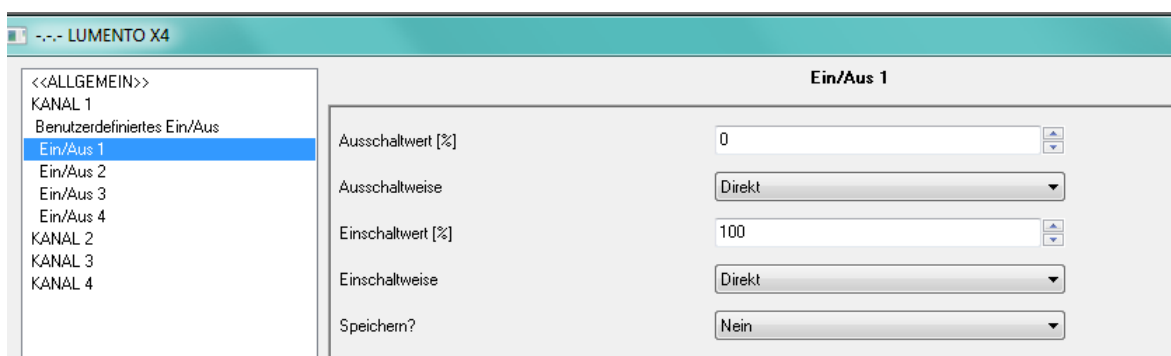 -.-.- LUMENTO X4
<<ALLGEMEIN>>
KANAL 1
Benutzerdefiniertes Ein/Aus
Ein/Aus 1
Ein/Aus 2
Ein/Aus 3
Ein/Aus 4
KANAL 2
KANAL 3
KANAL 4
Ein/Aus 1
Ausschaltwert [%] 0
Ausschaltweise Direkt
Einschaltwert [%] 100
Einschaltweise Direkt
Speichern? Nein